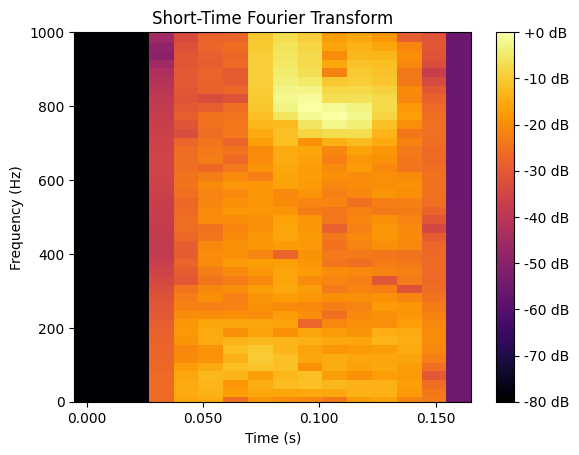 Short-Time Fourier Transform
1000
800
600
400
200
0
Frequency (Hz)
0.000
0.050
0.100
0.150
Time (s)
+0 dB
-10 dB
-20 dB
-30 dB
-40 dB
-50 dB
-60 dB
-70 dB
-80 dB